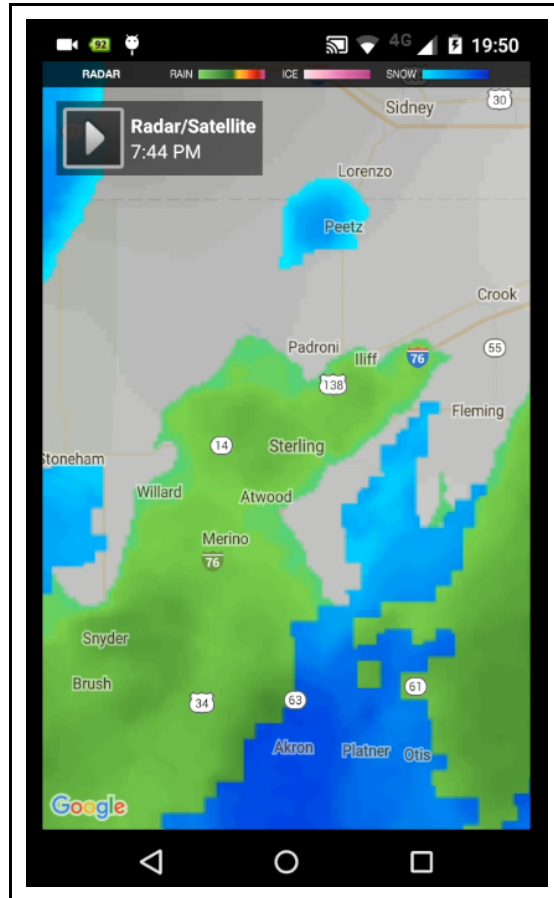 92 4G 19:50
RADAR RAIN ICE SNOW
30
Sidney
Radar/Satellite
7:44 PM
Lorenzo
Peetz
Crook
Padroni
Iliff
76
55
138
Fleming
14
Sterling
Stoneham
Willard
Atwood
Merino
76
Snyder
Brush
34
63
61
Akron Platner Otis
Google